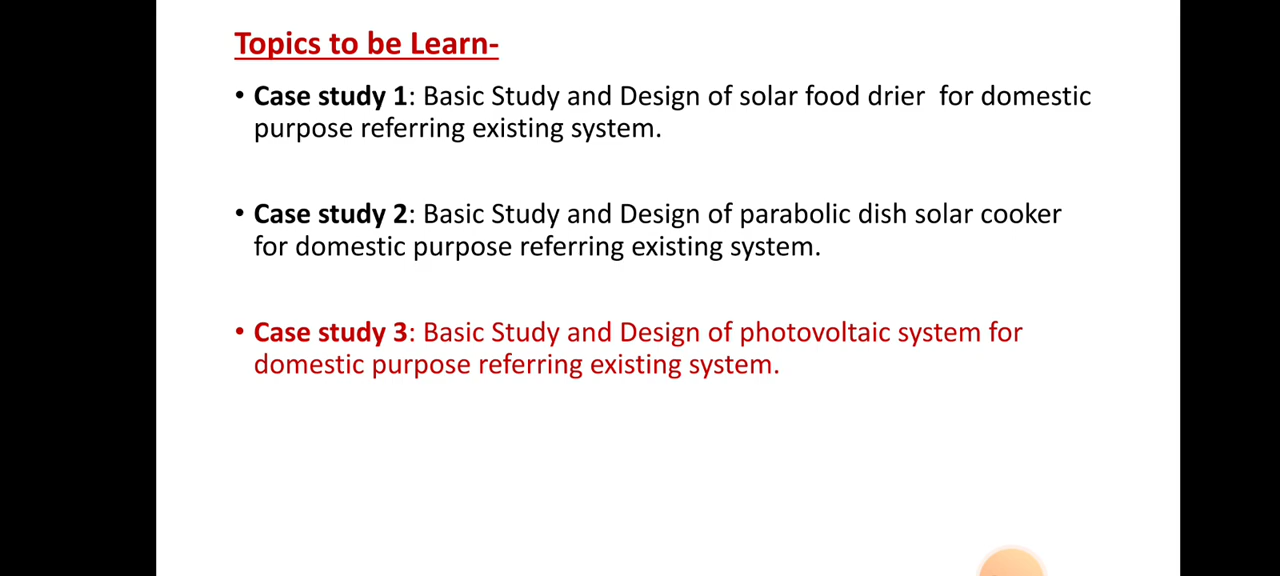 Topics to be Learn-
• Case study 1: Basic Study and Design of solar food drier  for domestic
purpose referring existing system.
• Case study 2: Basic Study and Design of parabolic dish solar cooker
for domestic purpose referring existing system.
• Case study 3: Basic Study and Design of photovoltaic system for
domestic purpose referring existing system.